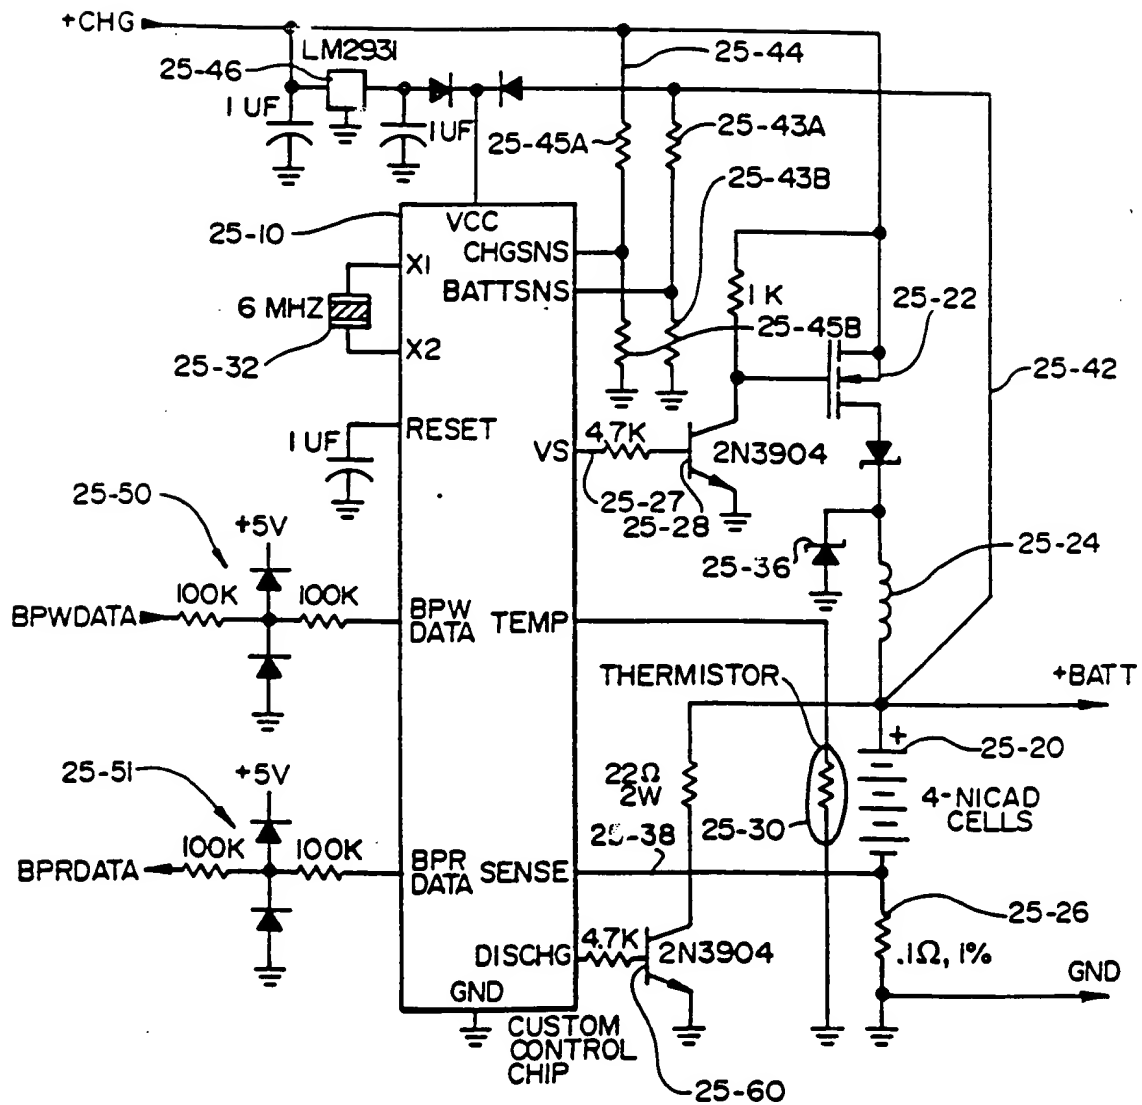 +CHG
LM2931
25-44
25-46
1 UF
1UF
25-45A
25-43A
25-43B
VCC
25-10
CHGSNS
X1
BATTSNS
1 K
25-22
6 MHZ
25-45B
X2
25-32
25-42
RESET
4.7K
1 UF
VS
2N3904
25-27
25-28
25-50
+5V
25-36
25-24
100K
100K
BPWDATA
BPW
DATA
TEMP
THERMISTOR
+BATT
+
25-20
25-51
+5V
22Ω
2W
4-NICAD
CELLS
25-30
25-38
100K
100K
BPRDATA
BPR
DATA
SENSE
25-26
4.7K
DISCHG
2N3904
.1Ω, 1%
GND
GND
CUSTOM
CONTROL
CHIP
25-60